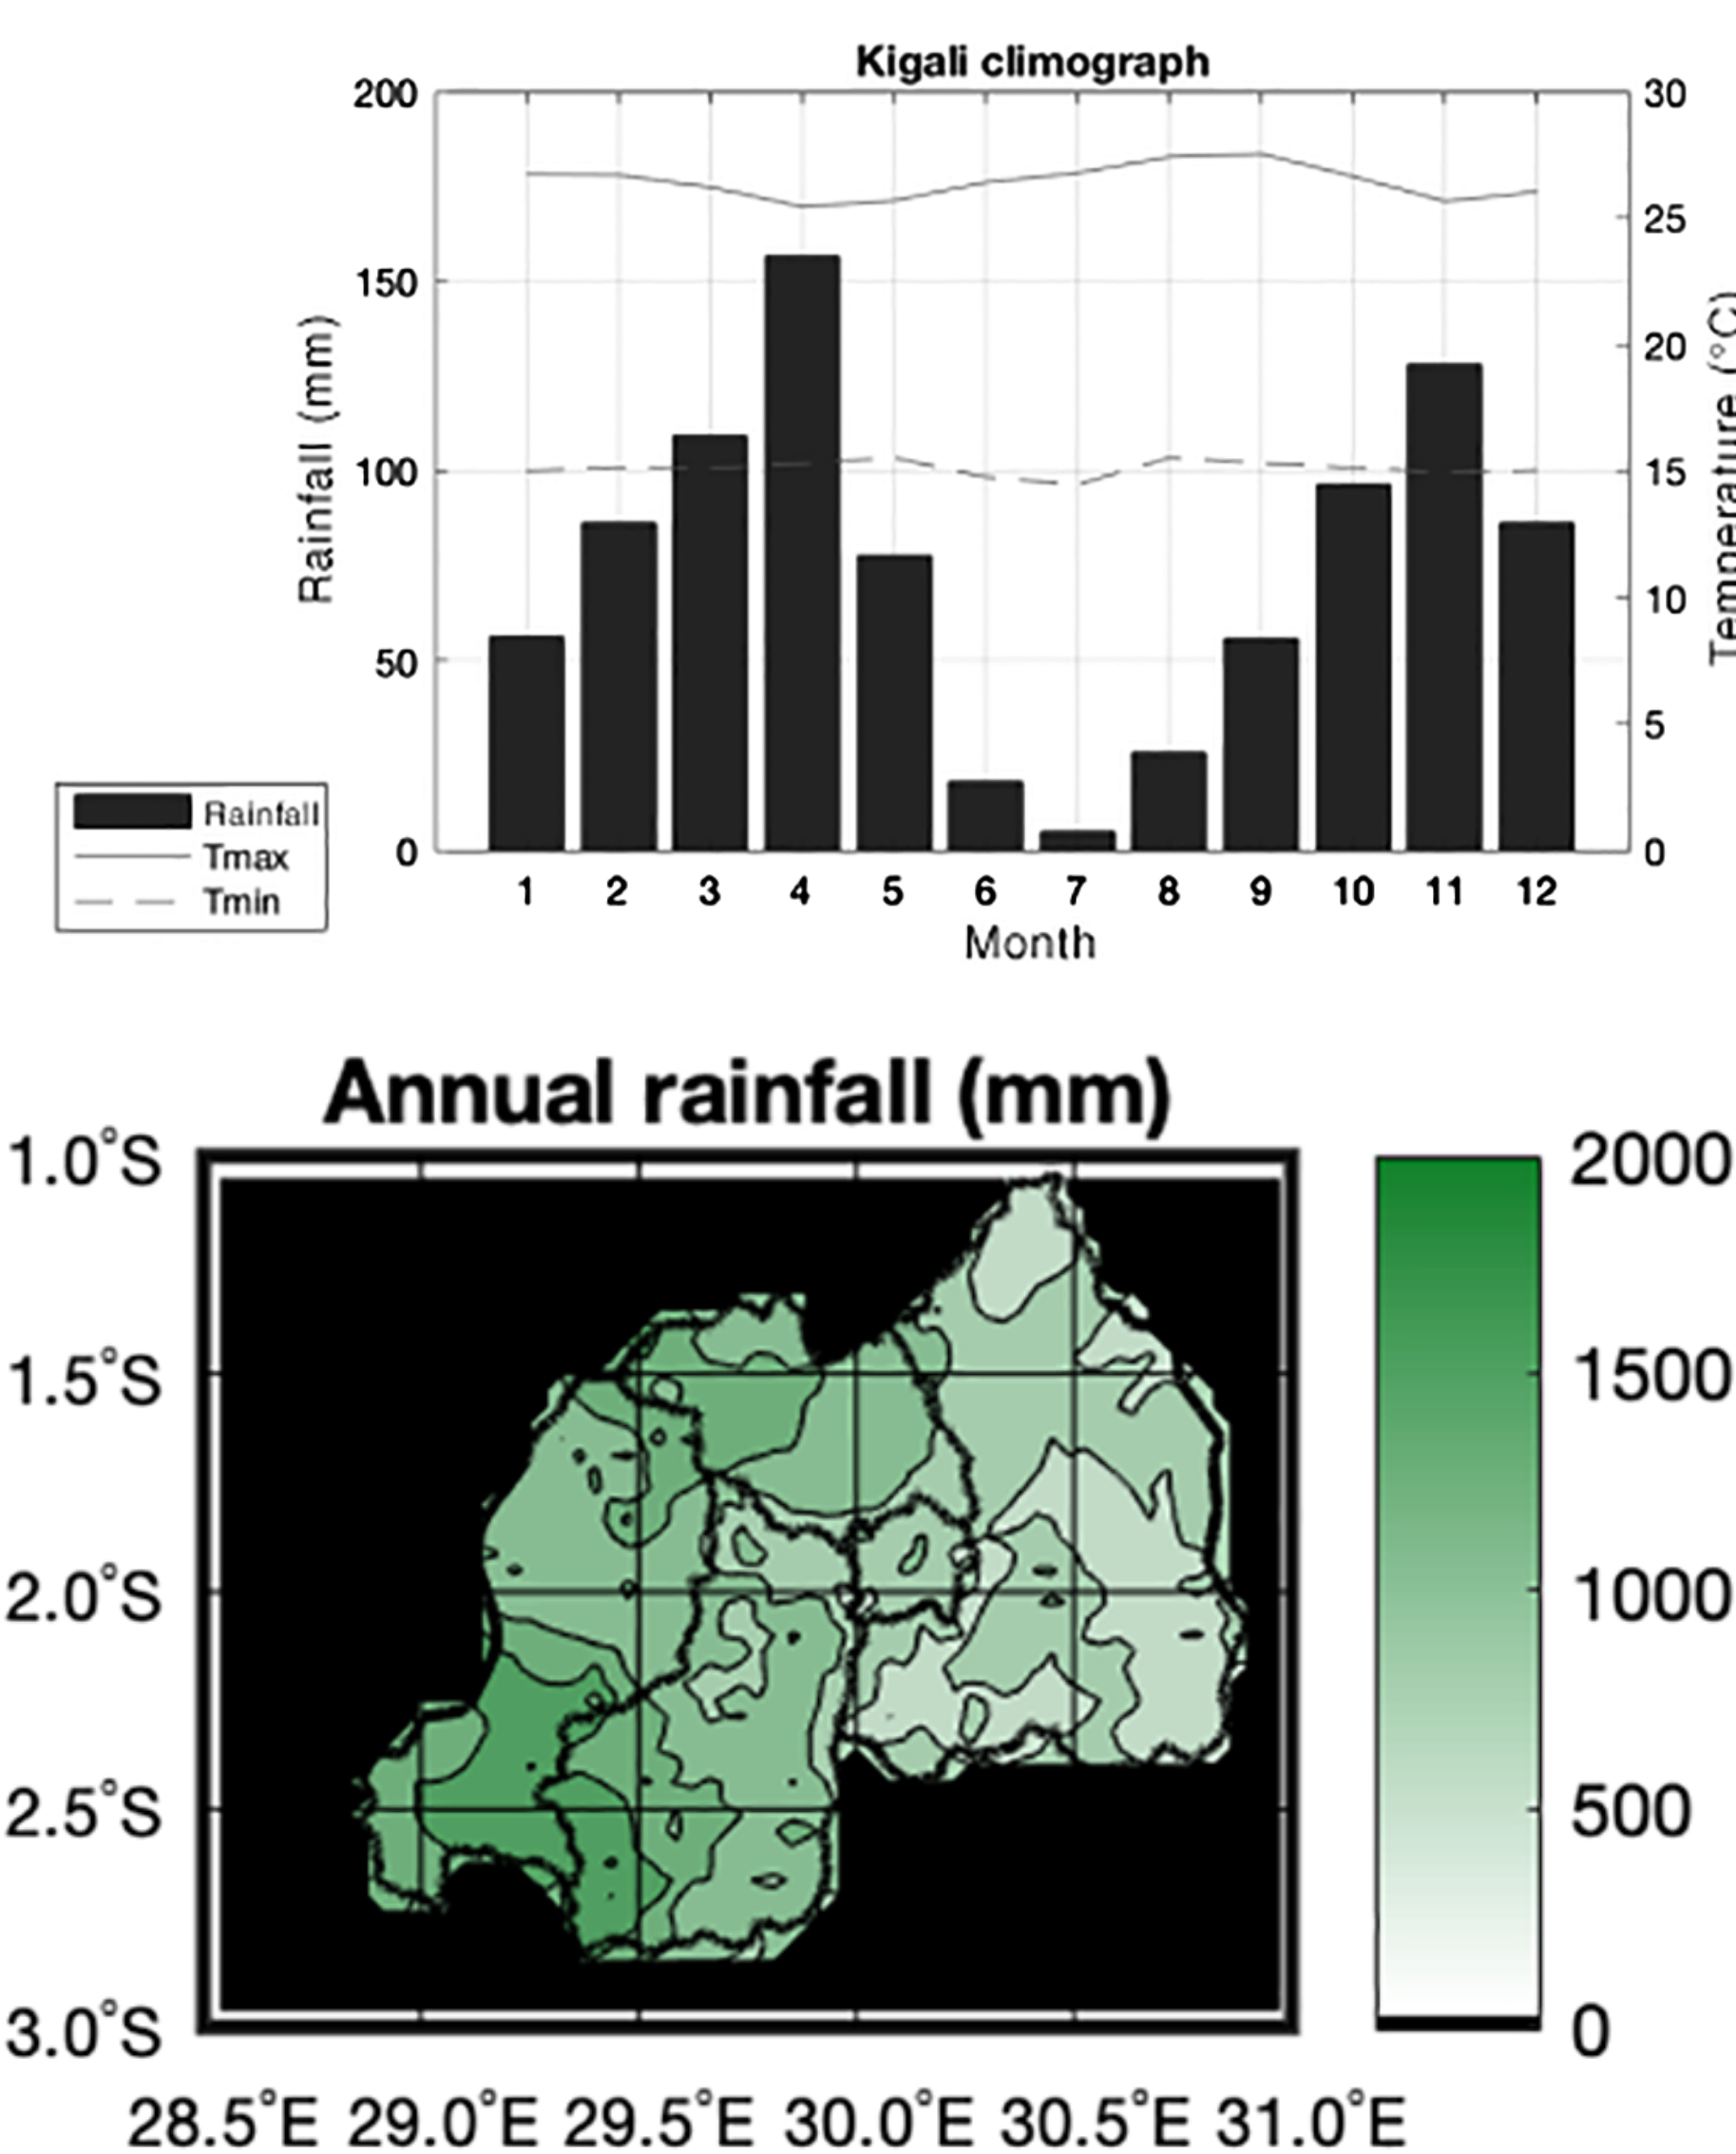 Kigali climograph
200
150
100
50
0
Rainfall (mm)
30
25
20
15
10
5
0
Temperature (°C)
1 2 3 4 5 6 7 8 9 10 11 12
Month
Rainfall
Tmax
Tmin
Annual rainfall (mm)
1.0°S
1.5°S
2.0°S
2.5°S
3.0°S
28.5°E 29.0°E 29.5°E 30.0°E 30.5°E 31.0°E
2000
1500
1000
500
0